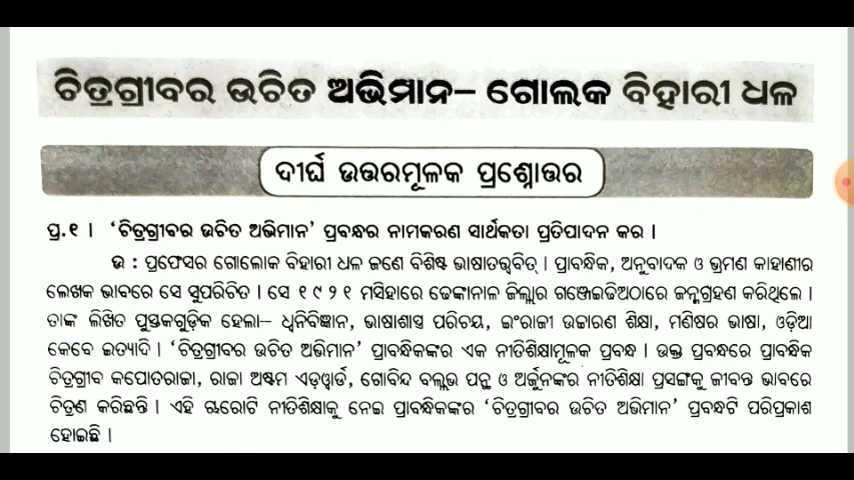 ଚିତ୍ରଗ୍ରୀବର ଉଚିତ ଅଭିମାନ– ଗୋଲକ ବିହାରୀ ଧଳ
ଦୀର୍ଘ ଉତ୍ତରମୂଳକ ପ୍ରଶ୍ନୋତ୍ତର
ପ୍ର.୧ । ‘ଚିତ୍ରଗ୍ରୀବର ଉଚିତ ଅଭିମାନ’ ପ୍ରବନ୍ଧର ନାମକରଣ ସାର୍ଥକତା ପ୍ରତିପାଦନ କର ।
ଉ : ପ୍ରଫେସର ଗୋଲୋକ ବିହାରୀ ଧଳ ଜଣେ ବିଶିଷ୍ଟ ଭାଷାତତ୍ତ୍ୱବିତ୍ । ପ୍ରାବନ୍ଧିକ, ଅନୁବାଦକ ଓ ଭ୍ରମଣ କାହାଣୀର
ଲେଖକ ଭାବରେ ସେ ସୁପରିଚିତ । ସେ ୧୯୨୧ ମସିହାରେ ଢେଙ୍କାନାଳ ଜିଲ୍ଲାର ଗଞ୍ଜେଇଡିଅଠାରେ ଜନ୍ମଗ୍ରହଣ କରିଥିଲେ ।
ତାଙ୍କ ଲିଖିତ ପୁସ୍ତକଗୁଡ଼ିକ ହେଲା– ଧ୍ୱନିବିଜ୍ଞାନ, ଭାଷାଶାସ୍ତ୍ର ପରିଚୟ, ଇଂରାଜୀ ଉଚ୍ଚାରଣ ଶିକ୍ଷା, ମଣିଷର ଭାଷା, ଓଡ଼ିଆ
କେବେ ଇତ୍ୟାଦି । ‘ଚିତ୍ରଗ୍ରୀବର ଉଚିତ ଅଭିମାନ’ ପ୍ରାବନ୍ଧିକଙ୍କର ଏକ ନୀତିଶିକ୍ଷାମୂଳକ ପ୍ରବନ୍ଧ । ଉକ୍ତ ପ୍ରବନ୍ଧରେ ପ୍ରାବନ୍ଧିକ
ଚିତ୍ରଗ୍ରୀବ କପୋତରାଜା, ରାଜା ଅଷ୍ଟମ ଏଡ଼ୱାର୍ଡ, ଗୋବିନ୍ଦ ବଲ୍ଲଭ ପନ୍ଥ ଓ ଅର୍ଜୁନଙ୍କର ନୀତିଶିକ୍ଷା ପ୍ରସଙ୍ଗକୁ ଜୀବନ୍ତ ଭାବରେ
ଚିତ୍ରଣ କରିଛନ୍ତି । ଏହି ଚାରୋଟି ନୀତିଶିକ୍ଷାକୁ ନେଇ ପ୍ରାବନ୍ଧିକଙ୍କର ‘ଚିତ୍ରଗ୍ରୀବର ଉଚିତ ଅଭିମାନ’ ପ୍ରବନ୍ଧଟି ପରିପ୍ରକାଶ
ହୋଇଛି ।